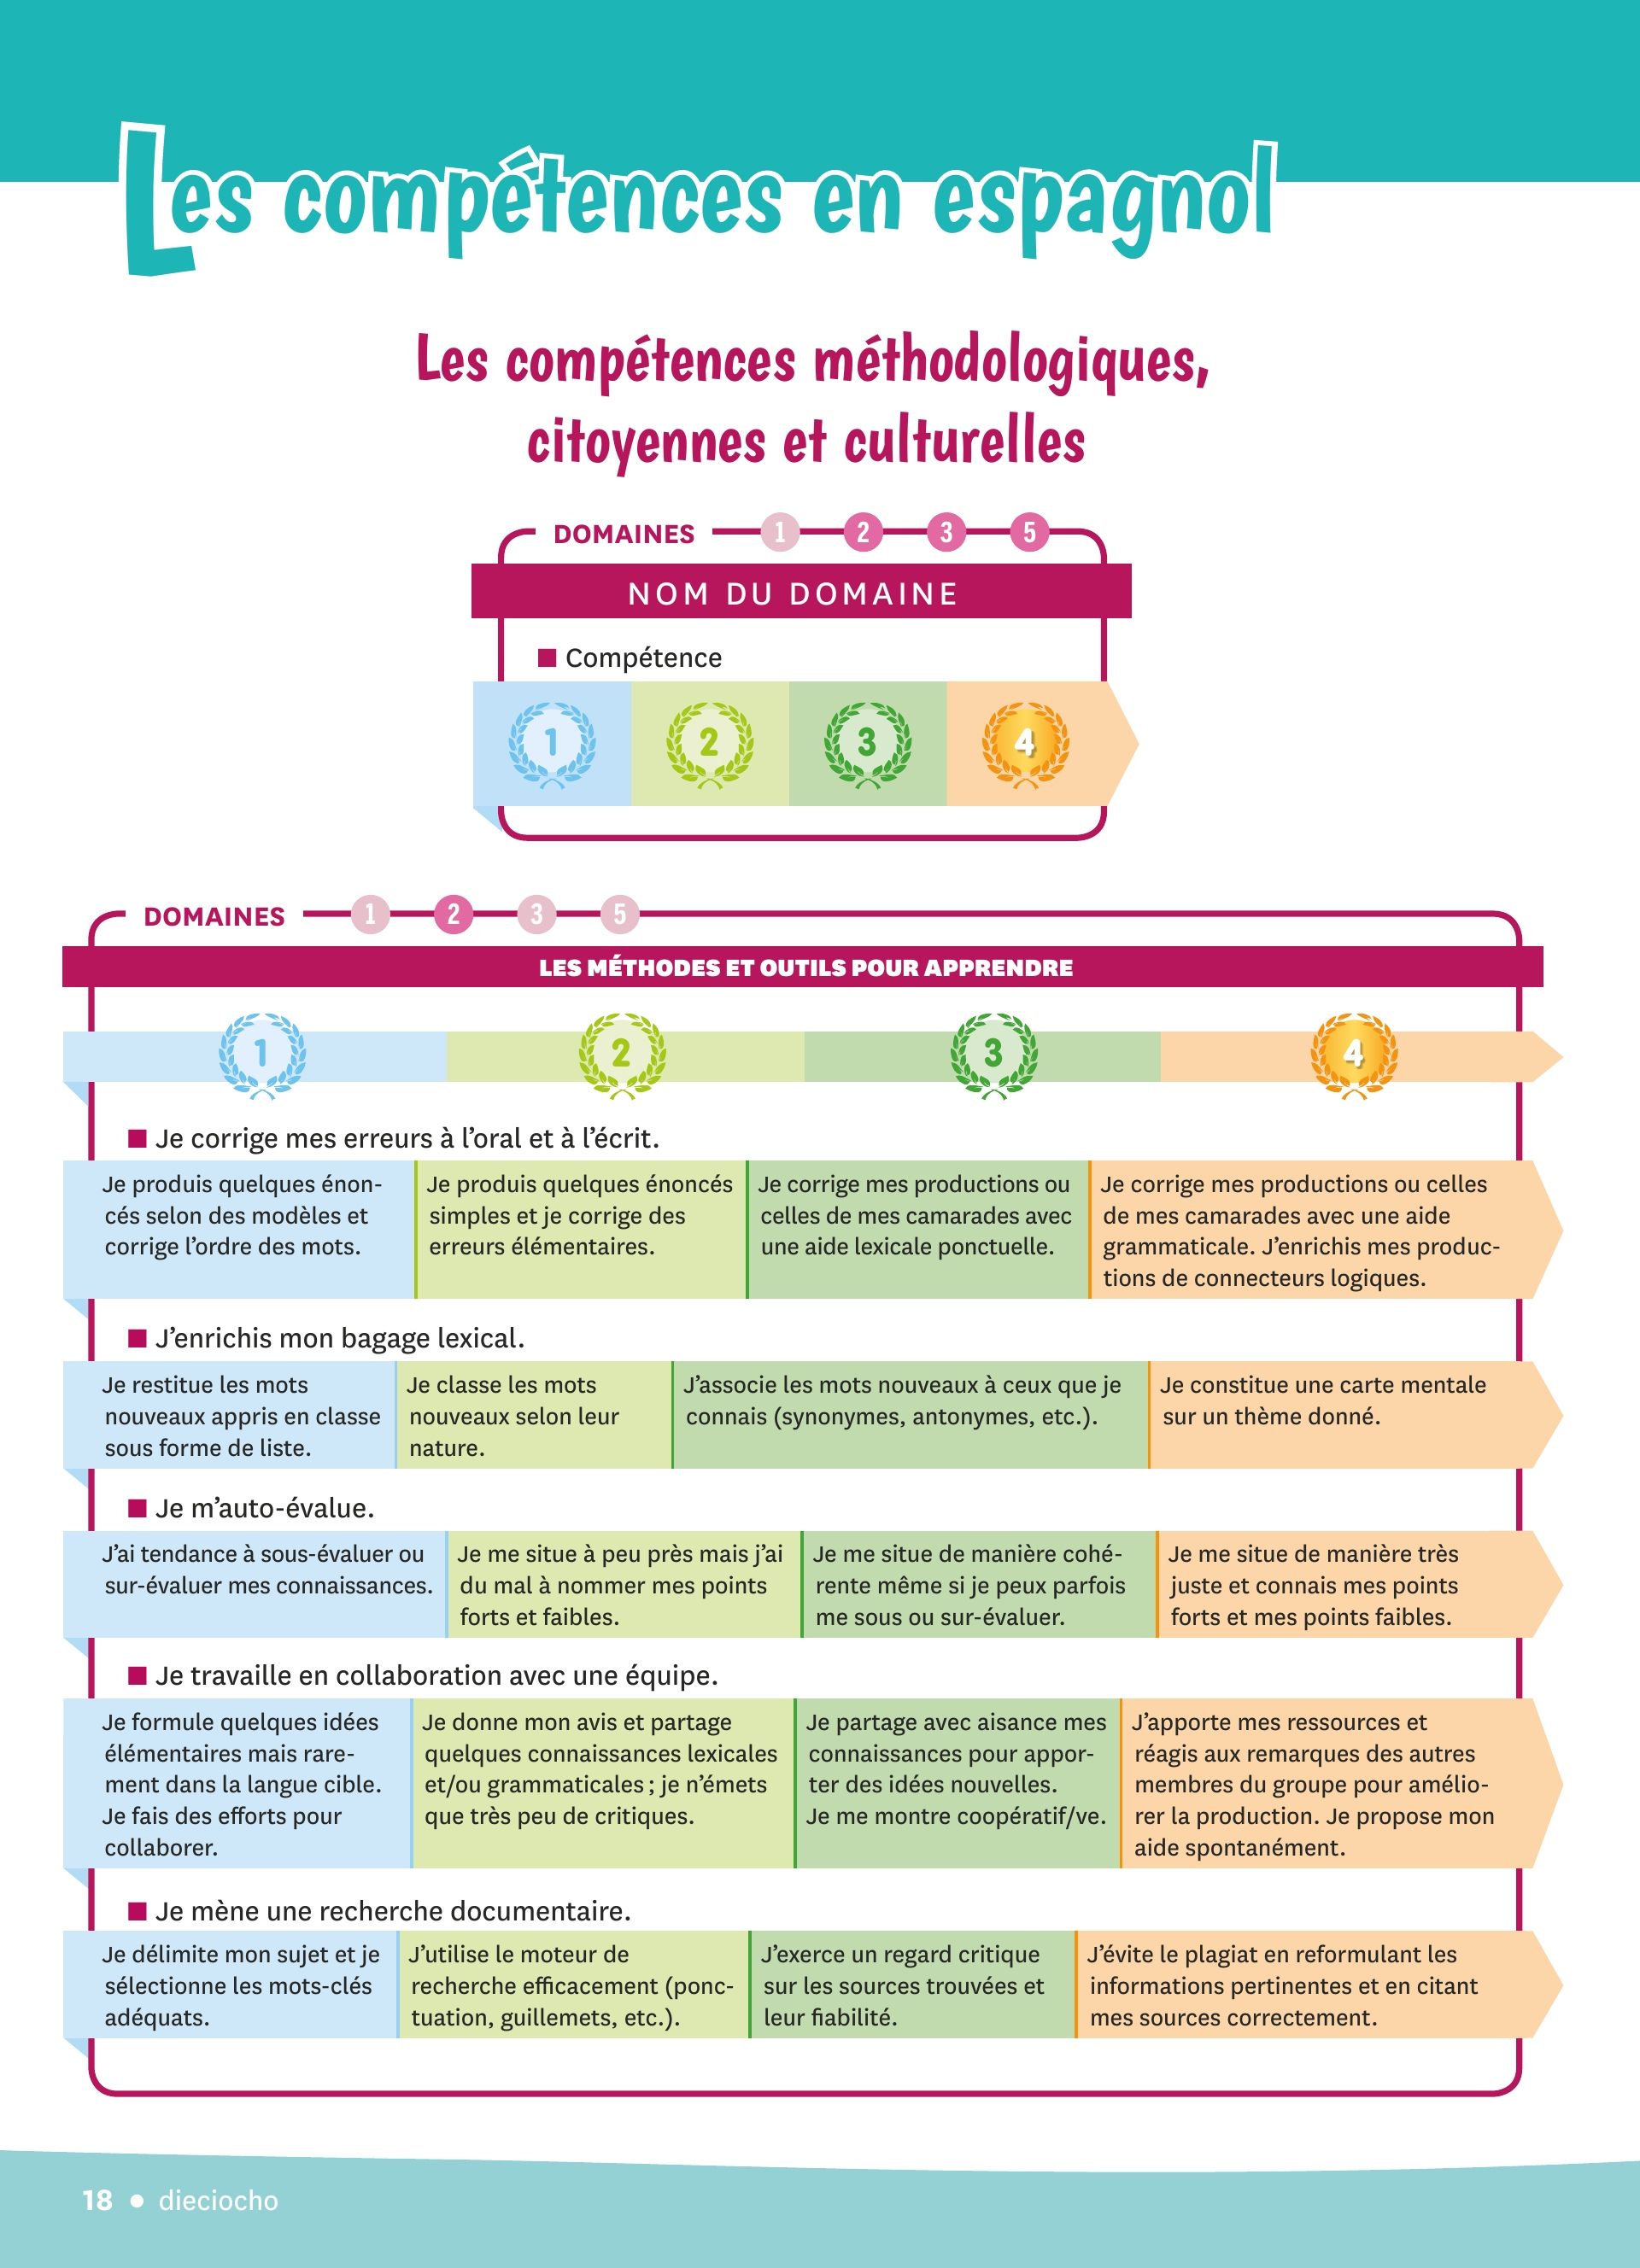 Les compétences en espagnol
Les compétences méthodologiques,
citoyennes et culturelles
DOMAINES 1 2 3 5
NOM DU DOMAINE
Compétence
1 2 3 4
DOMAINES 1 2 3 5
LES MÉTHODES ET OUTILS POUR APPRENDRE
1 2 3 4
Je corrige mes erreurs à l'oral et à l'écrit.
Je produis quelques énon-
cés selon des modèles et
corrige l'ordre des mots.
Je produis quelques énoncés
simples et je corrige des
erreurs élémentaires.
Je corrige mes productions ou
celles de mes camarades avec
une aide lexicale ponctuelle.
Je corrige mes productions ou celles
de mes camarades avec une aide
grammaticale. J'enrichis mes produc-
tions de connecteurs logiques.
J'enrichis mon bagage lexical.
Je restitue les mots
nouveaux appris en classe
sous forme de liste.
Je classe les mots
nouveaux selon leur
nature.
J'associe les mots nouveaux à ceux que je
connais (synonymes, antonymes, etc.).
Je constitue une carte mentale
sur un thème donné.
Je m'auto-évalue.
J'ai tendance à sous-évaluer ou
sur-évaluer mes connaissances.
Je me situe à peu près mais j'ai
du mal à nommer mes points
forts et faibles.
Je me situe de manière cohé-
rente même si je peux parfois
me sous ou sur-évaluer.
Je me situe de manière très
juste et connais mes points
forts et mes points faibles.
Je travaille en collaboration avec une équipe.
Je formule quelques idées
élémentaires mais rare-
ment dans la langue cible.
Je fais des efforts pour
collaborer.
Je donne mon avis et partage
quelques connaissances lexicales
et/ou grammaticales ; je n'émets
que très peu de critiques.
Je partage avec aisance mes
connaissances pour appor-
ter des idées nouvelles.
Je me montre coopératif/ve.
J'apporte mes ressources et
réagis aux remarques des autres
membres du groupe pour amélio-
rer la production. Je propose mon
aide spontanément.
Je mène une recherche documentaire.
Je délimite mon sujet et je
sélectionne les mots-clés
adéquats.
J'utilise le moteur de
recherche efficacement (ponc-
tuation, guillemets, etc.).
J'exerce un regard critique
sur les sources trouvées et
leur fiabilité.
J'évite le plagiat en reformulant les
informations pertinentes et en citant
mes sources correctement.
18 • dieciocho